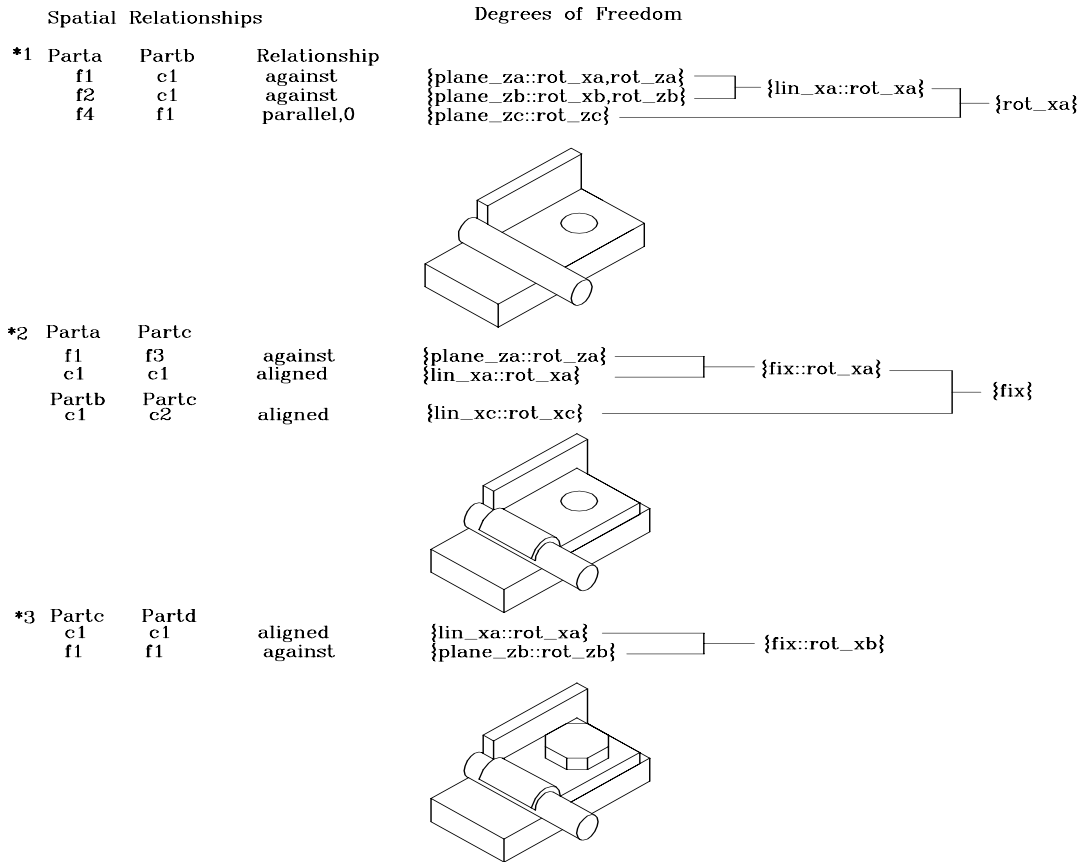 Spatial Relationships Degrees of Freedom
*1 Parta Partb Relationship
f1 c1 against {plane_za::rot_xa,rot_za}
f2 c1 against {plane_zb::rot_xb,rot_zb} {lin_xa::rot_xa}
f4 f1 parallel,0 {plane_zc::rot_zc} {rot_xa}
*2 Parta Partc
f1 f3 against {plane_za::rot_za}
c1 c1 aligned {lin_xa::rot_xa} {fix::rot_xa}
Partb Partc {fix}
c1 c2 aligned {lin_xc::rot_xc}
*3 Partc Partd
c1 c1 aligned {lin_xa::rot_xa}
f1 f1 against {plane_zb::rot_zb} {fix::rot_xb}